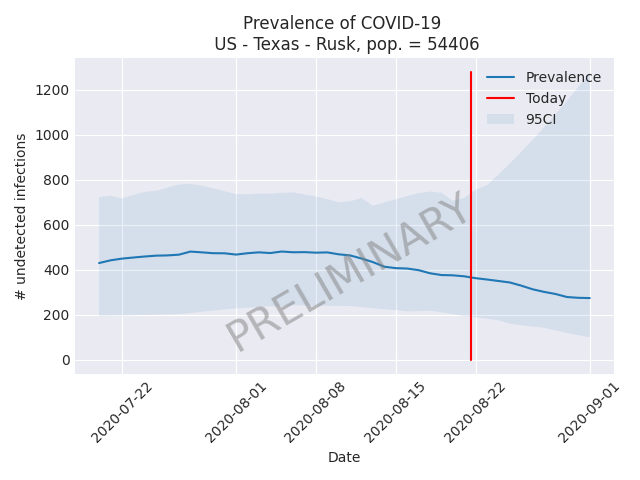 Prevalence of COVID-19
US - Texas - Rusk, pop. = 54406
# undetected infections
1200
1000
800
600
400
200
0
Prevalence
Today
95CI
PRELIMINARY
2020-07-22
2020-08-01
2020-08-08
2020-08-15
2020-08-22
2020-09-01
Date